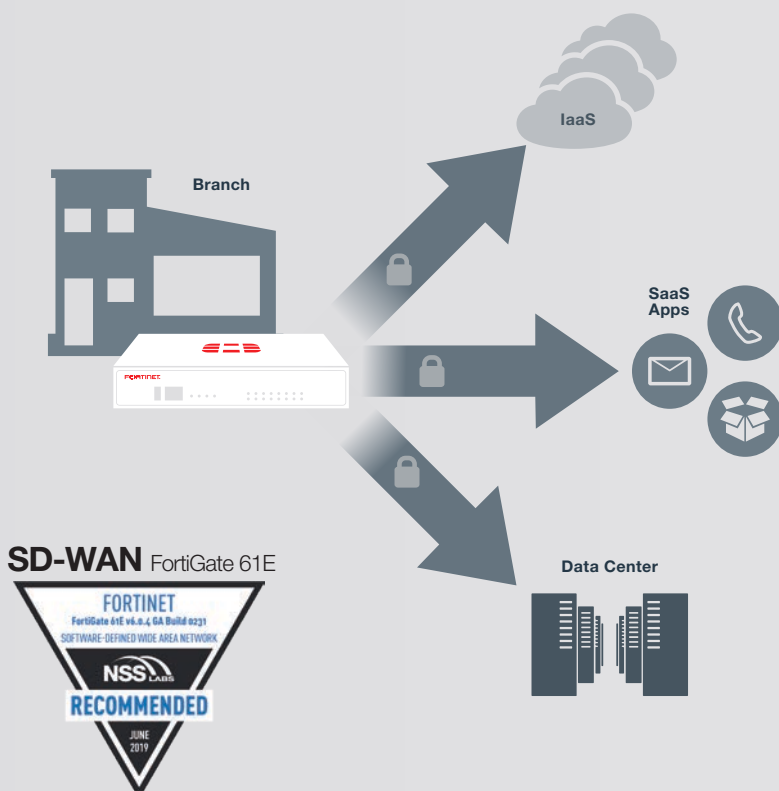 IaaS
Branch
SaaS
Apps
FORTINET
Data Center
SD-WAN FortiGate 61E
FORTINET
FortiGate 61E v6.0.4 GA Build 0231
SOFTWARE-DEFINED WIDE AREA NETWORK
NSS LABS
RECOMMENDED
JUNE
2019